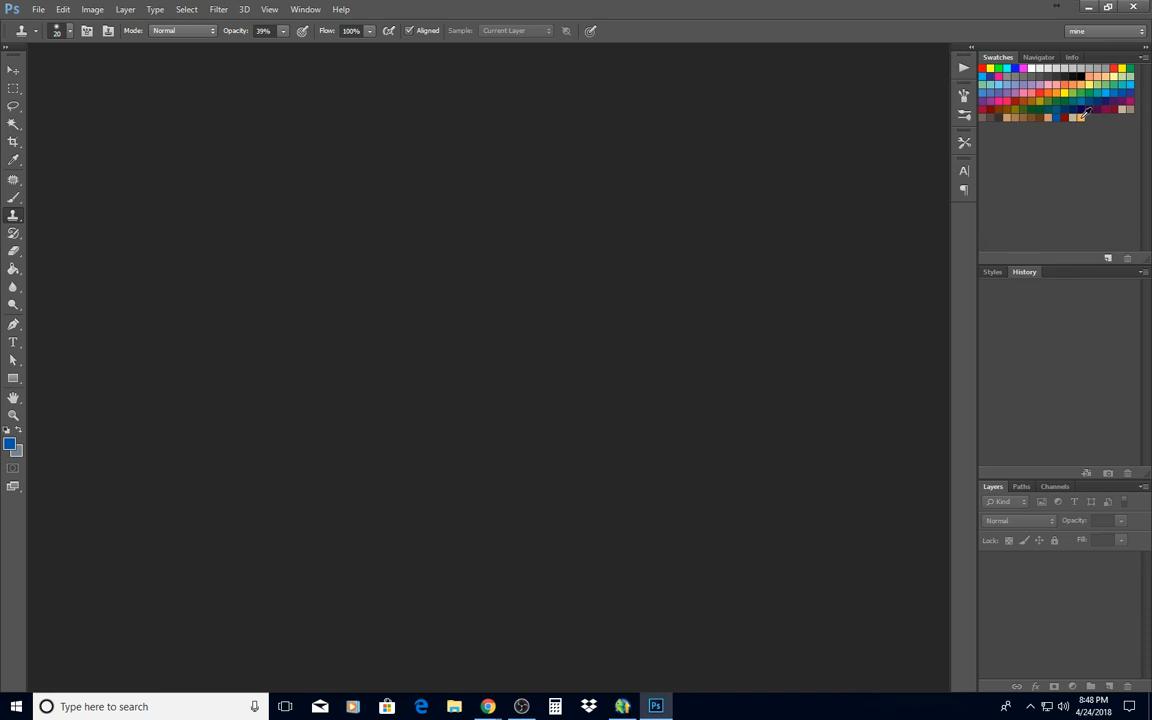 Ps File Edit Image Layer Type Select Filter 3D View Window Help
20 Mode: Normal Opacity: 39% Flow: 100% Aligned Sample: Current Layer mine
Swatches Navigator Info
A
Styles History
Layers Paths Channels
Kind T
Normal Opacity:
Lock: Fill:
Type here to search Ps 8:48 PM
4/24/2018